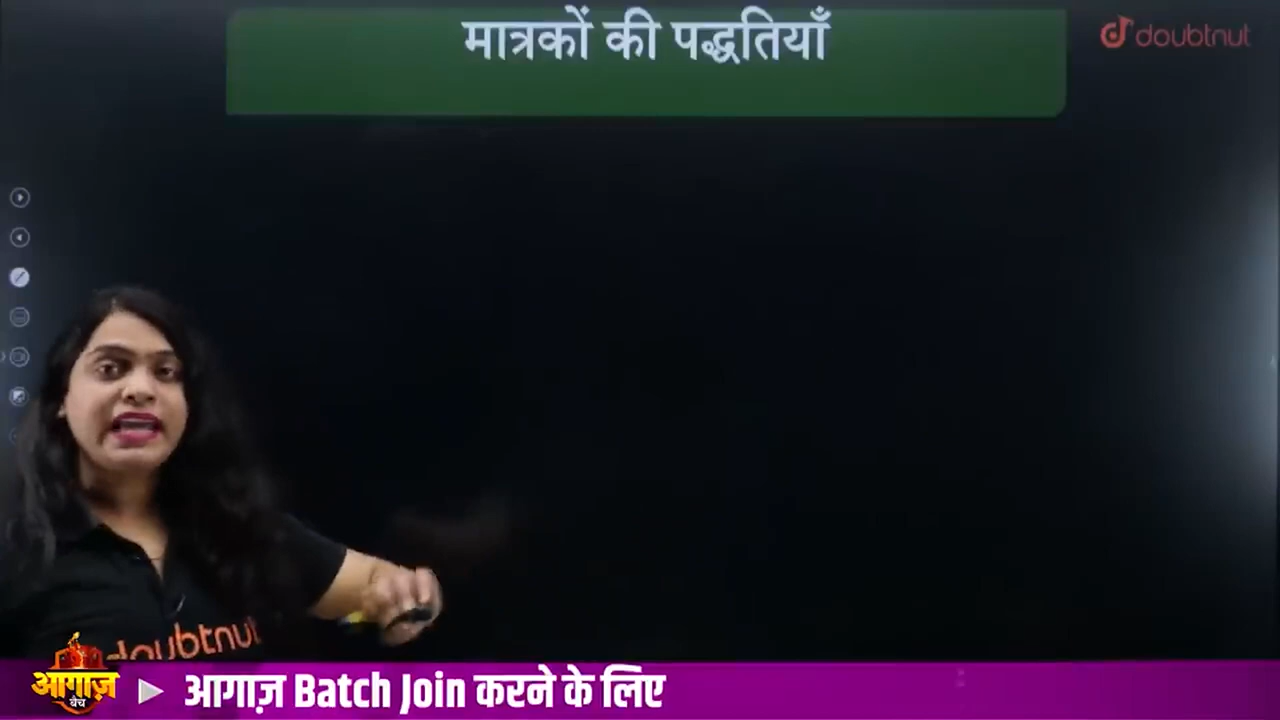 मात्रकों की पद्धतियाँ
doubtnut
doubtnut
आगाज़
बैच
आगाज़ Batch Join करने के लिए